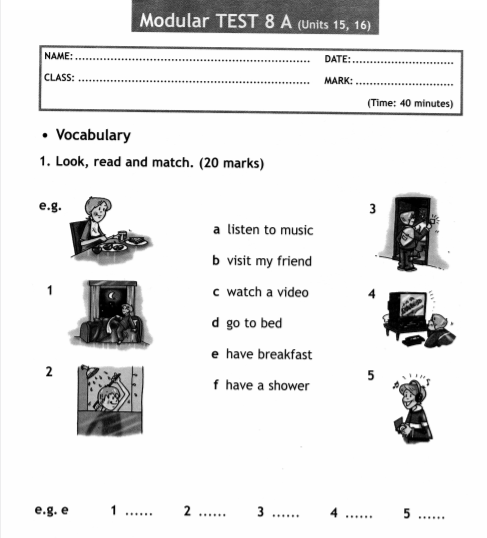 Modular TEST 8 A (Units 15, 16)
NAME: ............................................................ DATE: ..........................
CLASS: ............................................................ MARK: ..........................
(Time: 40 minutes)
• Vocabulary
1. Look, read and match. (20 marks)
e.g.
3
a listen to music
b visit my friend
1
c watch a video
4
d go to bed
e have breakfast
2
f have a shower
5
e.g. e 1 ...... 2 ...... 3 ...... 4 ...... 5 ......